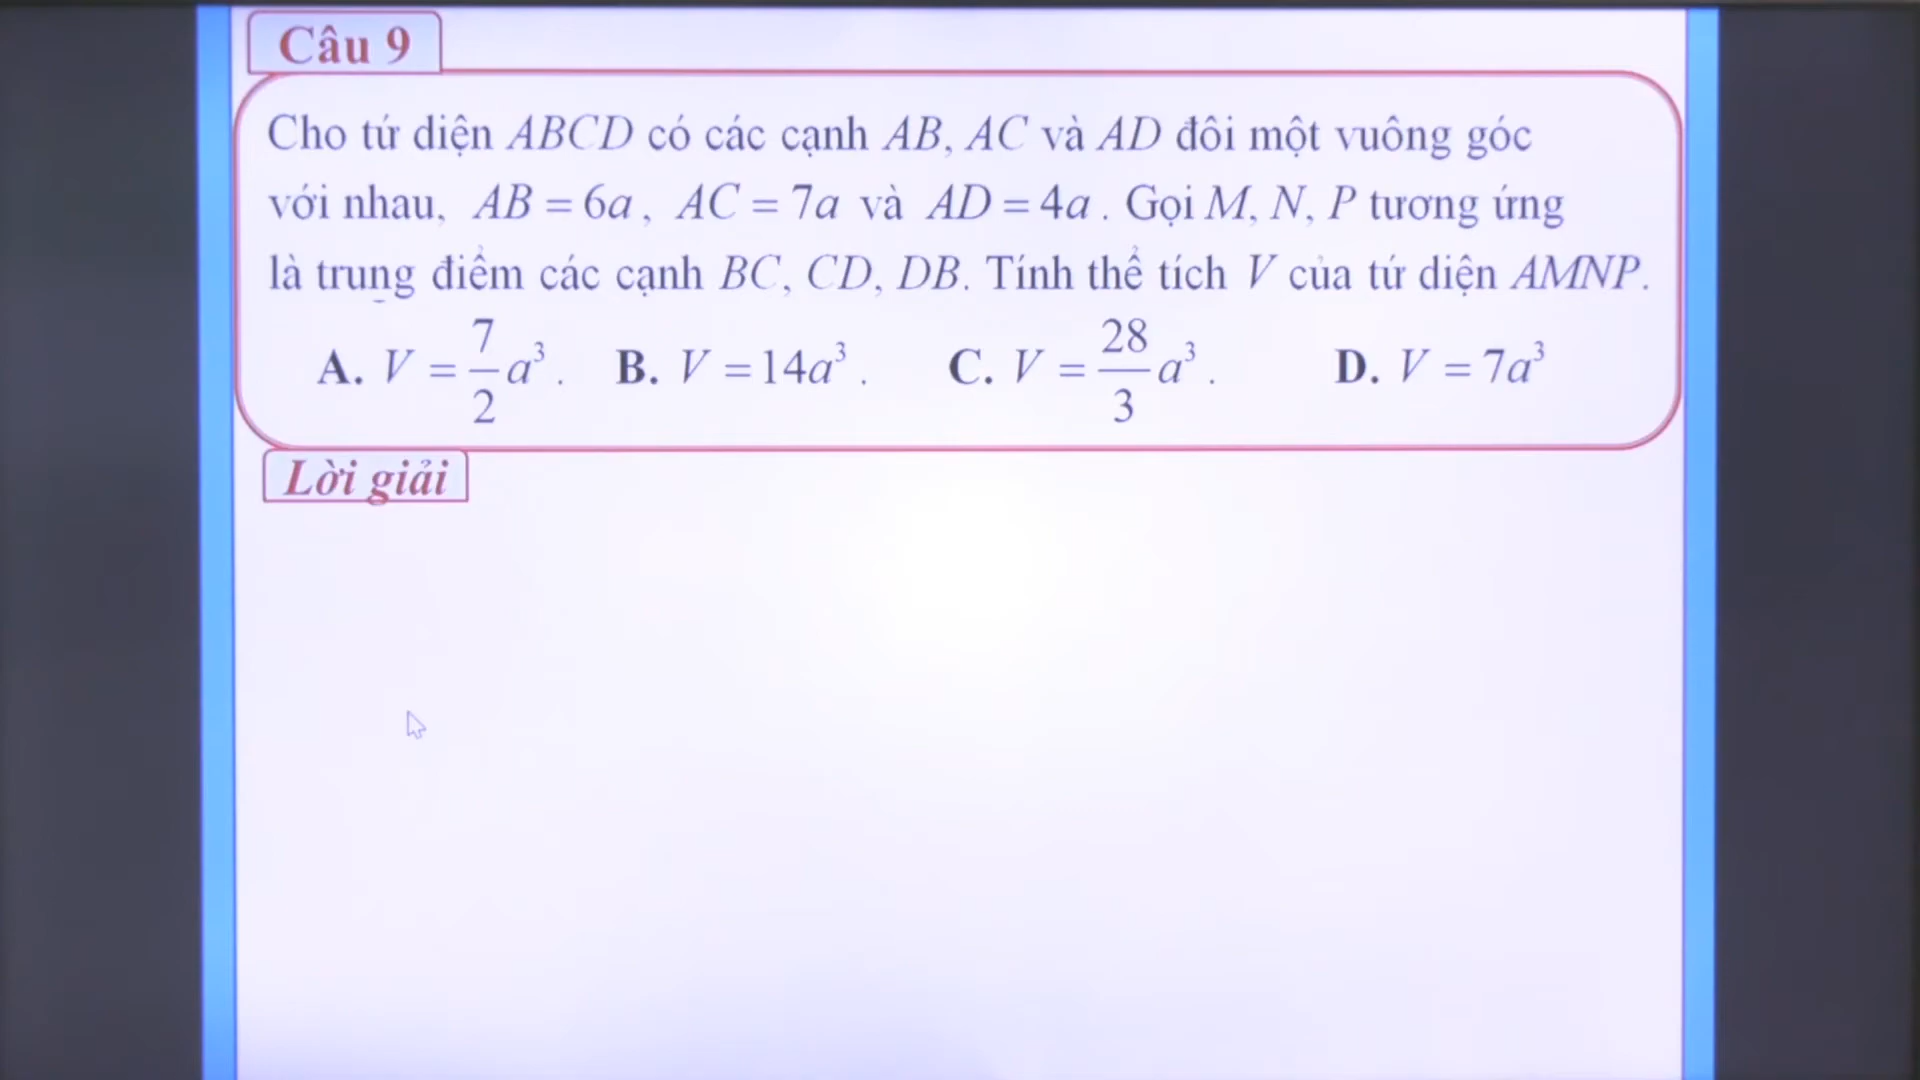 Câu 9
Cho tứ diện ABCD có các cạnh AB, AC và AD đôi một vuông góc
với nhau, AB = 6a, AC = 7a và AD = 4a. Gọi M, N, P tương ứng
là trung điểm các cạnh BC, CD, DB. Tính thể tích V của tứ diện AMNP.
A. V = 7/2 a³. B. V = 14a³. C. V = 28/3 a³. D. V = 7a³
Lời giải